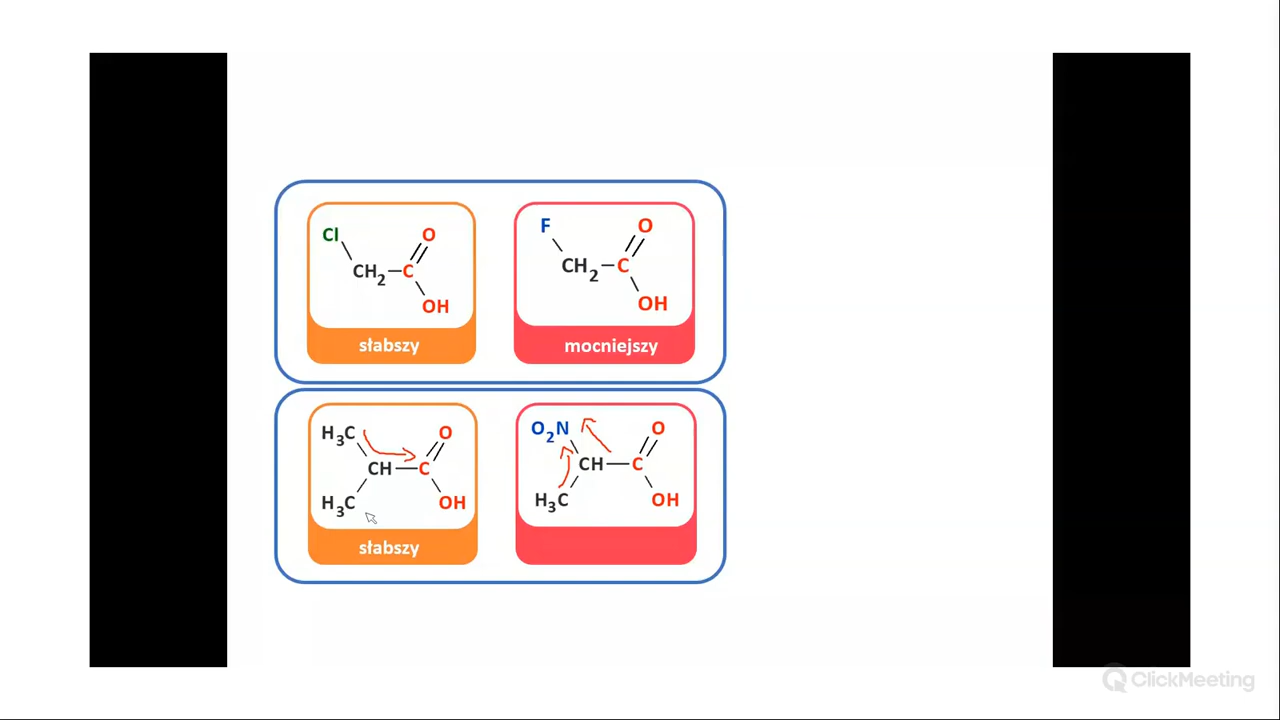 Cl
O
CH2
C
OH
słabszy
F
O
CH2
C
OH
mocniejszy
H3C
O
CH
C
H3C
OH
słabszy
O2N
O
CH
C
H3C
OH
ClickMeeting